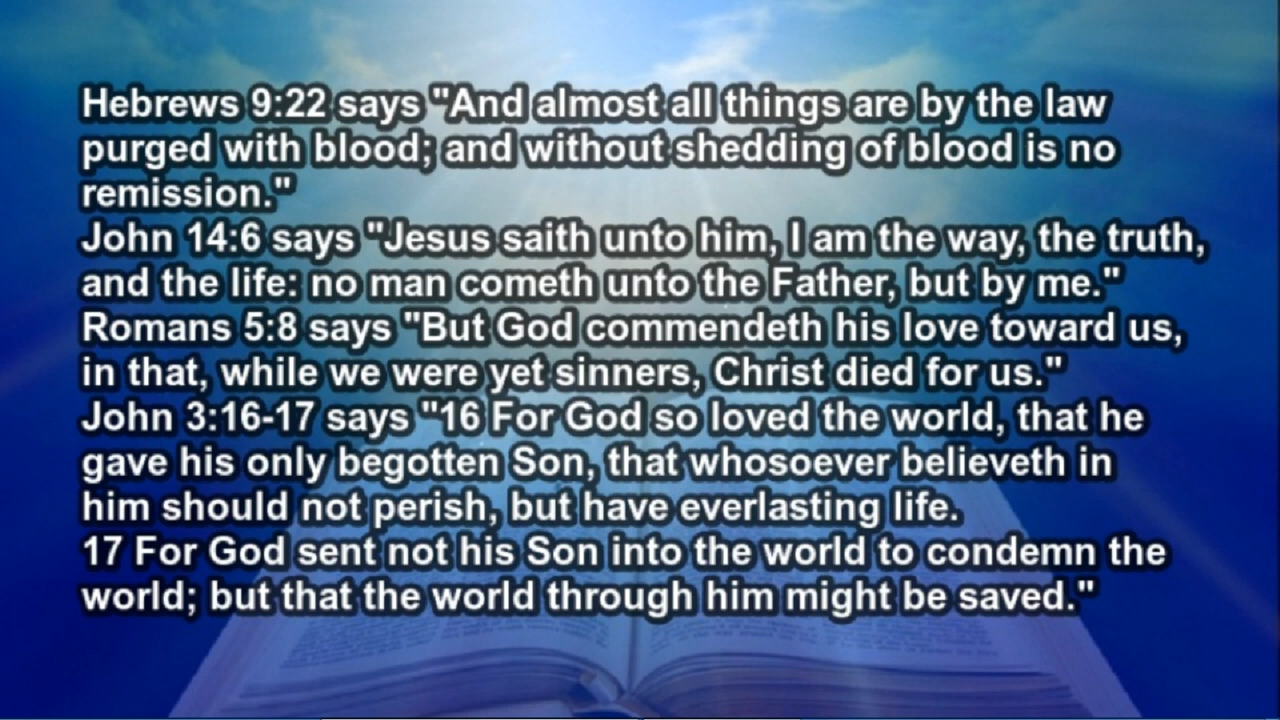 Hebrews 9:22 says "And almost all things are by the law
purged with blood; and without shedding of blood is no
remission."
John 14:6 says "Jesus saith unto him, I am the way, the truth,
and the life: no man cometh unto the Father, but by me."
Romans 5:8 says "But God commendeth his love toward us,
in that, while we were yet sinners, Christ died for us."
John 3:16-17 says "16 For God so loved the world, that he
gave his only begotten Son, that whosoever believeth in
him should not perish, but have everlasting life.
17 For God sent not his Son into the world to condemn the
world; but that the world through him might be saved."